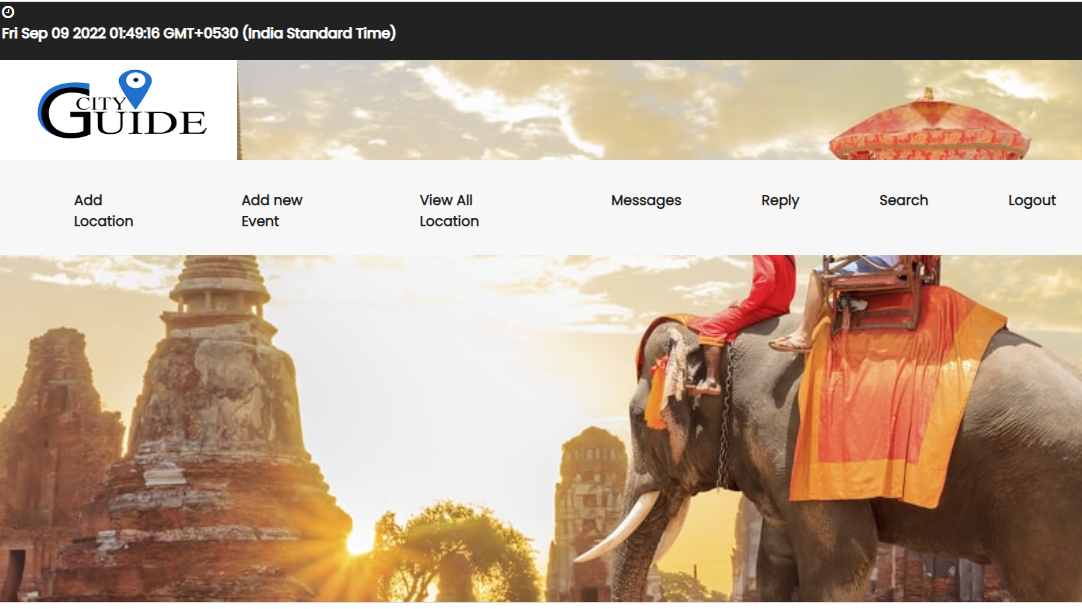 Fri Sep 09 2022 01:49:16 GMT+0530 (India Standard Time)
CITY
GUIDE
Add
Location
Add new
Event
View All
Location
Messages
Reply
Search
Logout